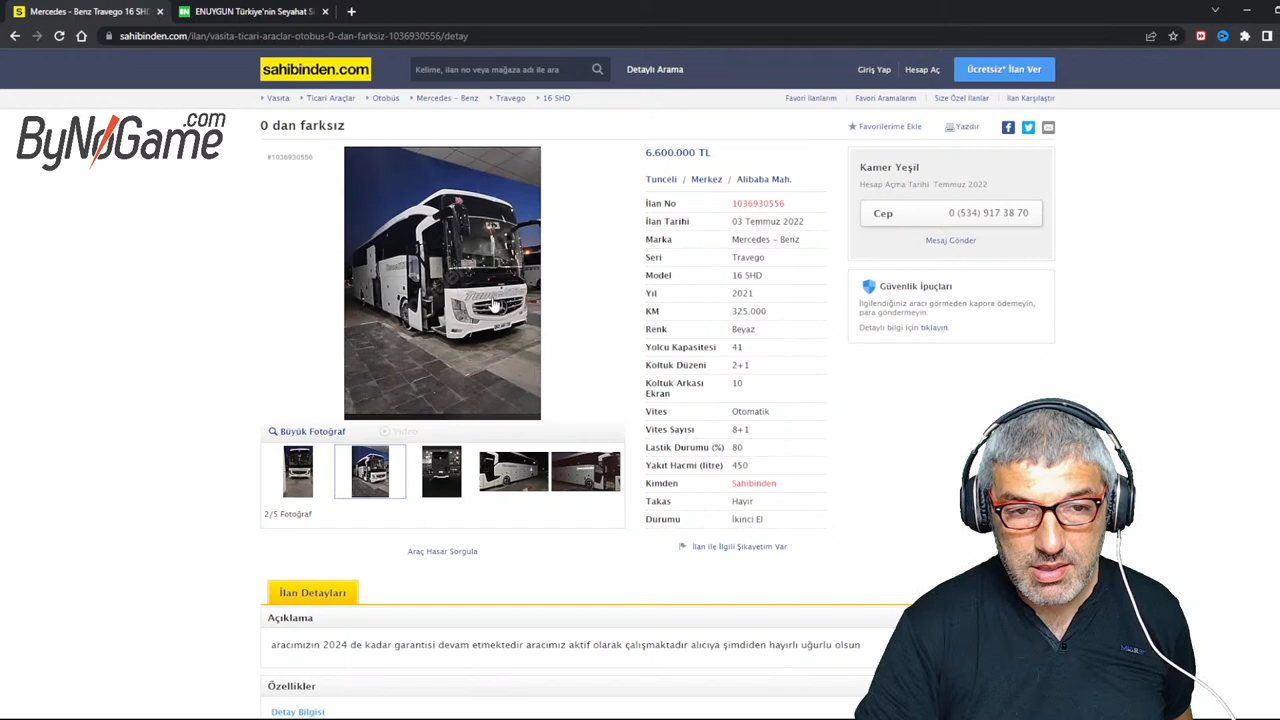 Mercedes - Benz Travego 16 SHD
ENUYGUN Türkiye'nin Seyahat S
sahibinden.com/ilan/vasita-ticari-araclar-otobus-0-dan-farksiz-1036930556/detay
sahibinden.com
Kelime, ilan no veya mağaza adı ile ara
Detaylı Arama
Giriş Yap
Hesap Aç
Ücretsiz* İlan Ver
Vasıta
Ticari Araçlar
Otobüs
Mercedes - Benz
Travego
16 SHD
Favori İlanlarım
Favori Aramalarım
Size Özel İlanlar
İlan Karşılaştır
ByNoGame.com
0 dan farksız
Favorilerime Ekle
Yazdır
#1036930556
6.600.000 TL
Tunceli / Merkez / Alibaba Mah.
İlan No 1036930556
İlan Tarihi 03 Temmuz 2022
Marka Mercedes - Benz
Seri Travego
Model 16 SHD
Yıl 2021
KM 325.000
Renk Beyaz
Yolcu Kapasitesi 41
Koltuk Düzeni 2+1
Koltuk Arkası Ekran 10
Vites Otomatik
Vites Sayısı 8+1
Lastik Durumu (%) 80
Yakıt Hacmi (litre) 450
Kimden Sahibinden
Takas Hayır
Durumu İkinci El
İlan ile İlgili Şikayetim Var
Kamer Yeşil
Hesap Açma Tarihi Temmuz 2022
Cep 0 (534) 917 38 70
Mesaj Gönder
Güvenlik İpuçları
İlgilendiğiniz aracı görmeden kapora ödemeyin,
para göndermeyin.
Detaylı bilgi için tıklayın.
Büyük Fotoğraf
Video
2/5 Fotoğraf
Araç Hasar Sorgula
İlan Detayları
Açıklama
aracımızın 2024 de kadar garantisi devam etmektedir aracımız aktif olarak çalışmaktadır alıcıya şimdiden hayırlı uğurlu olsun
Özellikler
Detay Bilgisi